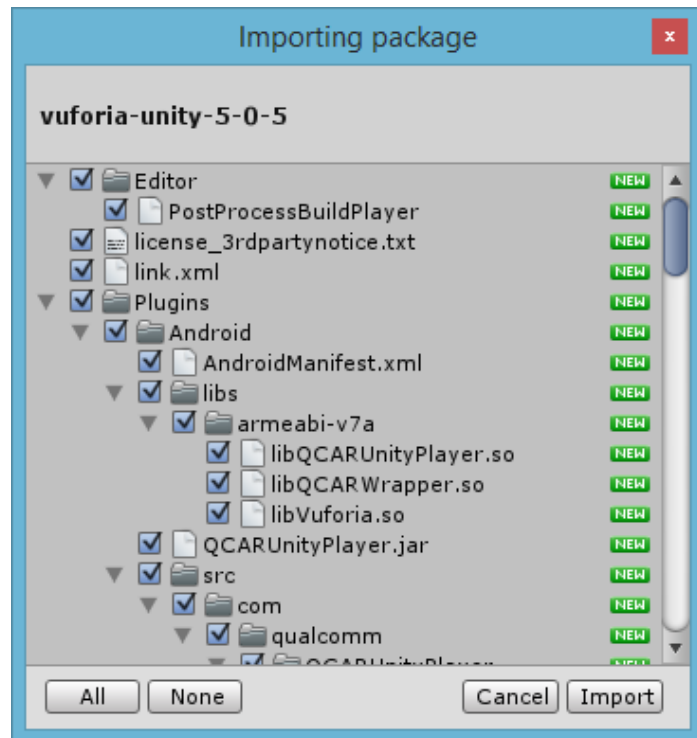 Importing package
x
vuforia-unity-5-0-5
Editor NEW
PostProcessBuildPlayer NEW
license_3rdpartynotice.txt NEW
link.xml NEW
Plugins NEW
Android NEW
AndroidManifest.xml NEW
libs NEW
armeabi-v7a NEW
libQCARUnityPlayer.so NEW
libQCARWrapper.so NEW
libVuforia.so NEW
QCARUnityPlayer.jar NEW
src NEW
com NEW
qualcomm NEW
QCARUnityPlayer NEW
All None Cancel Import